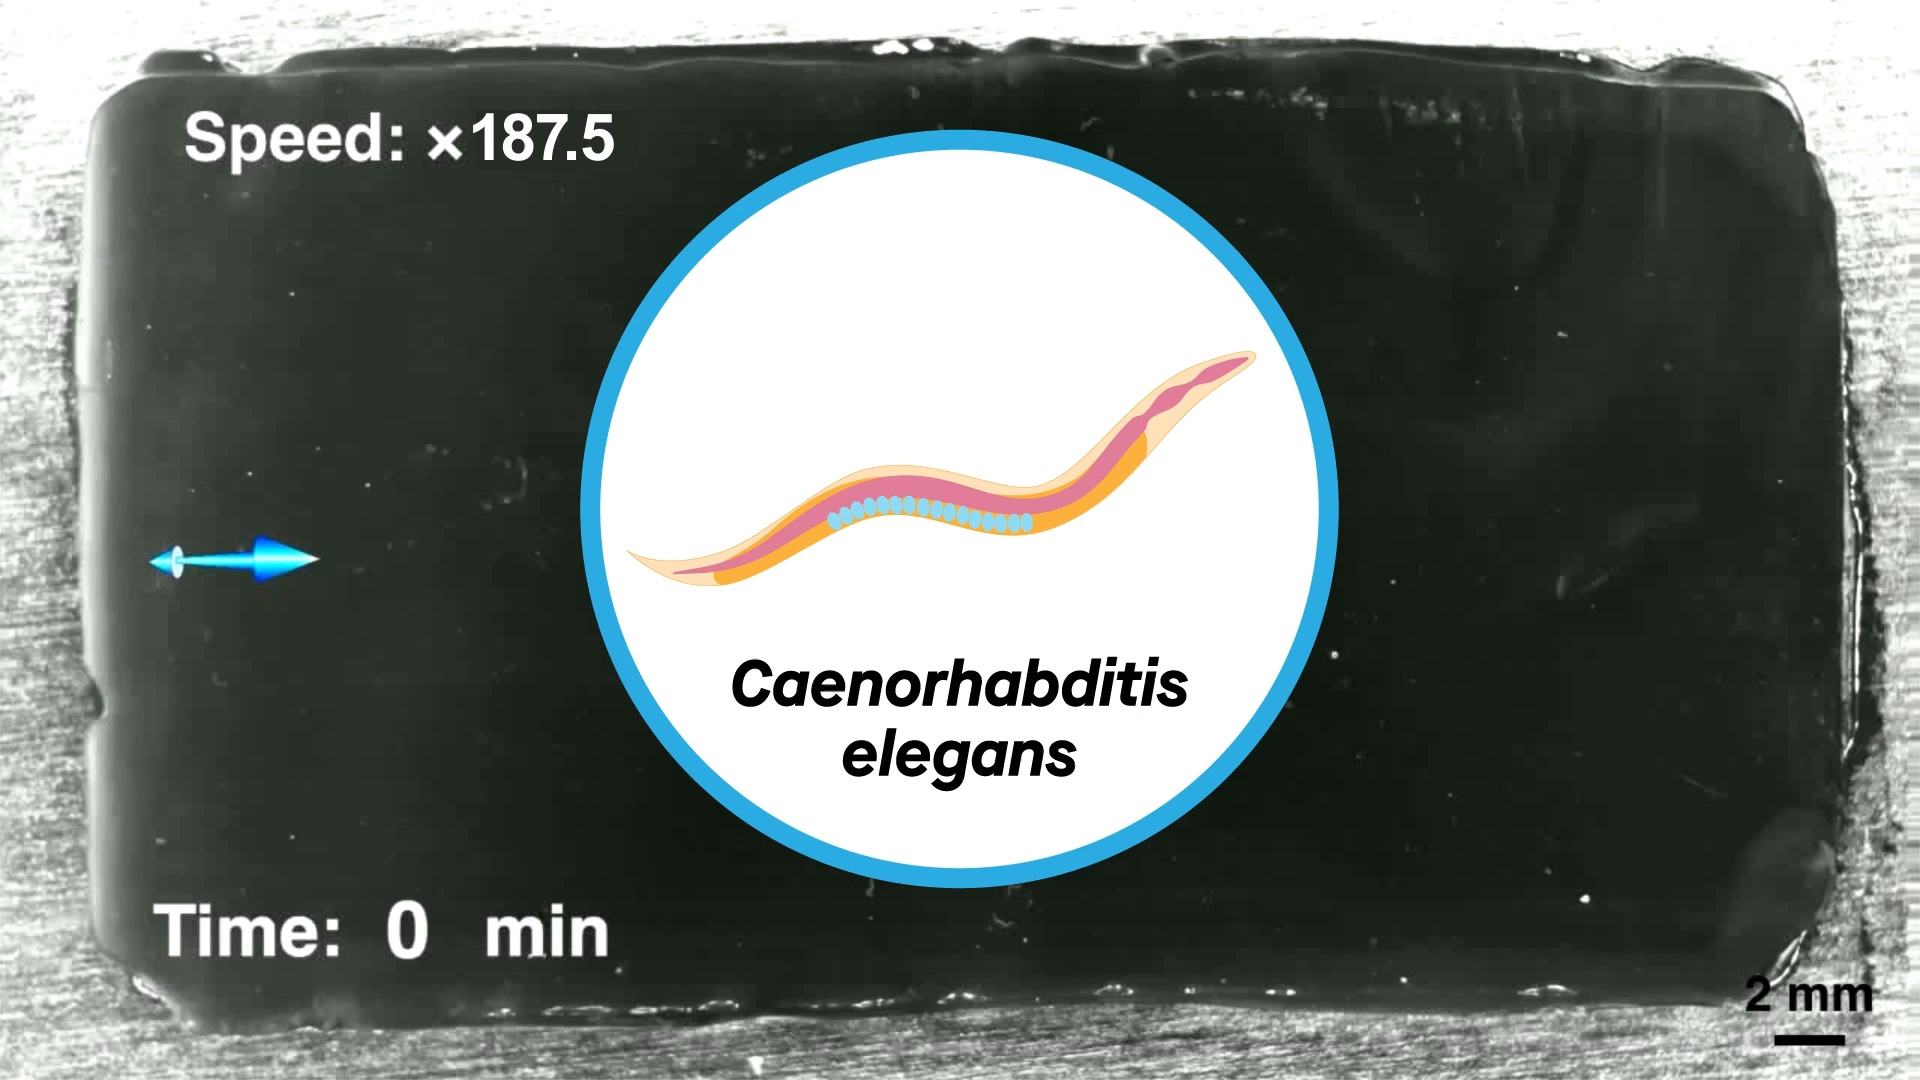 Speed: ×187.5
Caenorhabditis
elegans
Time: 0 min
2 mm